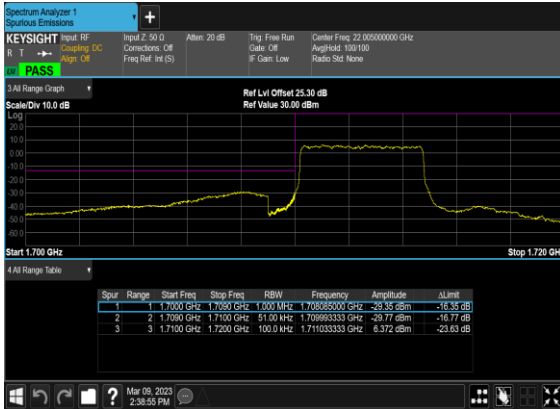 Spectrum Analyzer 1
Spurious Emissions
+
KEYSIGHT Input: RF Input Z: 50 Ω Atten: 20 dB Trig: Free Run Center Freq: 22.005000000 GHz
R T Coupling: DC Corrections: Off Gate: Off Avg|Hold: 100/100
Align: Off Freq Ref: Int (S) IF Gain: Low Radio Std: None
PASS
3 All Range Graph
Ref Lvl Offset 25.30 dB
Scale/Div 10.0 dB Ref Value 30.00 dBm
Log
20.0
10.0
0.00
-10.0
-20.0
-30.0
-40.0
-50.0
-60.0
Start 1.700 GHz Stop 1.720 GH
4 All Range Table
Spur Range Start Freq Stop Freq RBW Frequency Amplitude ΔLimit
1 1 1.7000 GHz 1.7090 GHz 1.000 MHz 1.708085000 GHz -29.35 dBm -16.35 dB
2 2 1.7090 GHz 1.7100 GHz 51.00 kHz 1.709993333 GHz -29.77 dBm -16.77 dB
3 3 1.7100 GHz 1.7200 GHz 100.0 kHz 1.711033333 GHz 6.372 dBm -23.63 dB
? Mar 09, 2023
2:38:55 PM